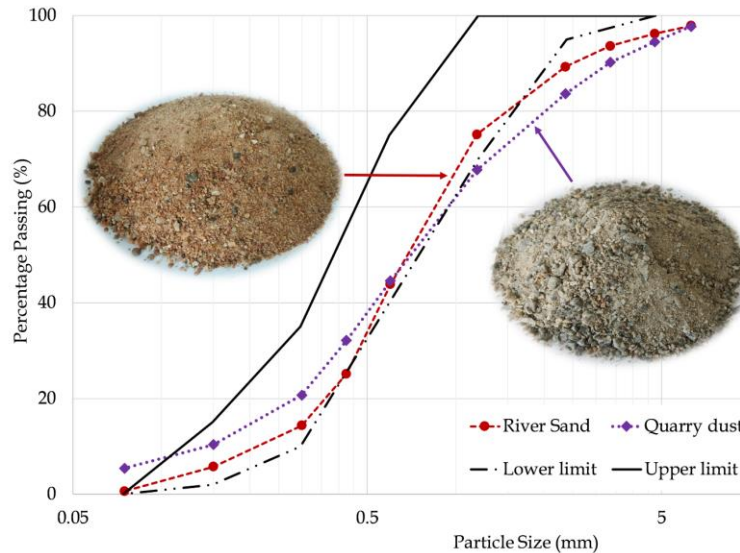 100
80
60
40
20
0
Percentage Passing (%)
0.05
0.5
5
Particle Size (mm)
River Sand
Quarry dust
Lower limit
Upper limit